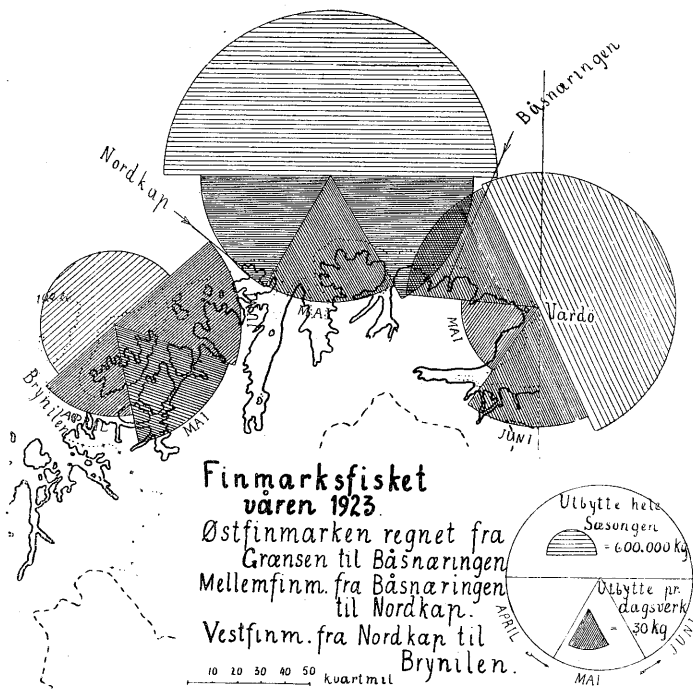 Båsnæringen
Nordkap
Vardö
MAI
MAI
MAI
JUNI
Brynilen
APR
Finmarksfisket
våren 1923.
Østfinmarken regnet fra
Grænsen til Båsnæringen
Mellemfinm. fra Båsnæringen
til Nordkap.
Vestfinm. fra Nordkap til
Brynilen.
10 20 30 40 50 kvartmil
Utbytte hele
Sæsongen
= 600.000 kg
Utbytte pr.
dagsverk
= 30 kg
APRIL
MAI
JUNI